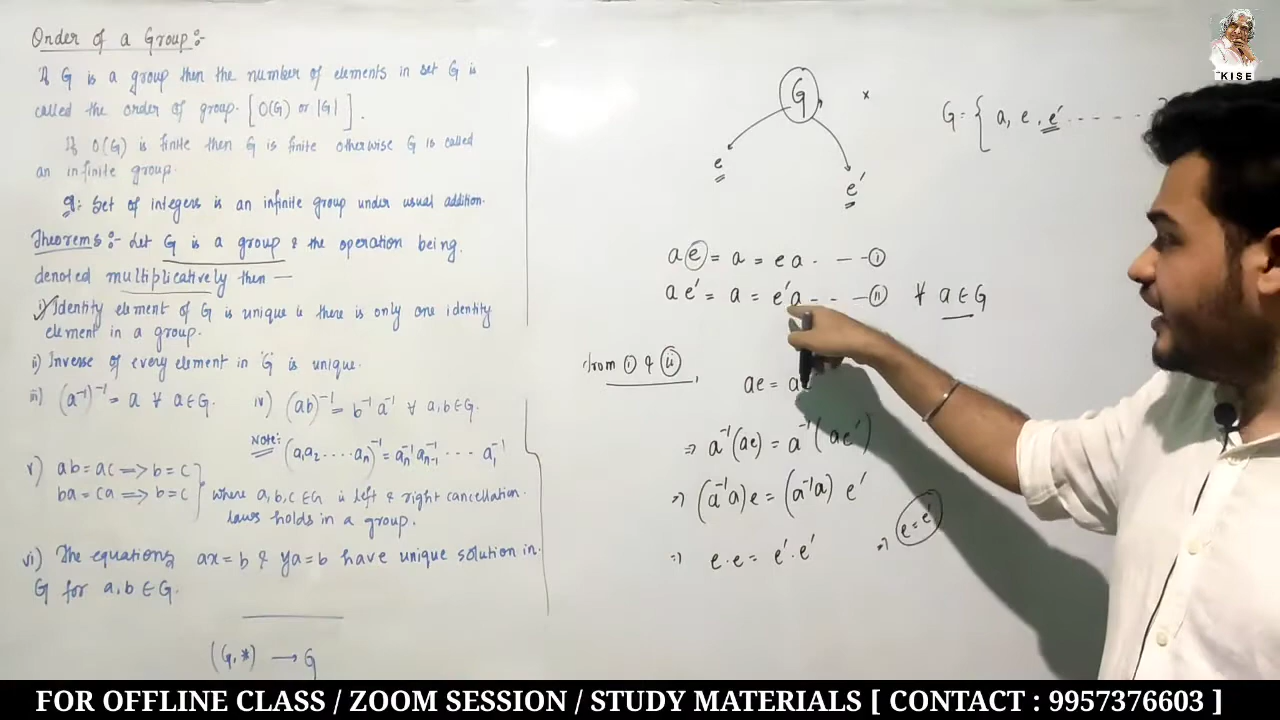 Order of a Group :-
If G is a group then the number of elements in set G is
called the order of group. [O(G) or |G|].
If O(G) is finite then G is finite otherwise G is called
an infinite group.
eg: Set of integers is an infinite group under usual addition.
Theorems :- Let G is a group & the operation being
denoted multiplicatively then —
i) Identity element of G is unique i.e there is only one identity
element in a group.
ii) Inverse of every element in 'G' is unique.
iii) (a⁻¹)⁻¹ = a ∀ a∈G. iv) (ab)⁻¹ = b⁻¹ a⁻¹ ∀ a,b∈G.
Note: (a₁a₂ ..... aₙ)⁻¹ = aₙ⁻¹ aₙ₋₁⁻¹ ... a₁⁻¹
v) ab = ac => b = c
ba = ca => b = c } where a,b,c ∈ G i.e left & right cancellation
laws holds in a group.
vi) The equations ax = b & ya = b have unique solution in
G for a,b ∈ G.
(G,*) → G
G *
e e′
G = { a, e, e′ ------
ae = a = ea. — - (i)
ae′ = a = e′a - - - (ii) ∀ a ∈ G
from (i) & (ii),
ae = a
=> a⁻¹(ae) = a⁻¹(ae′)
=> (a⁻¹a)e = (a⁻¹a) e′
=> e.e = e′.e′ => e = e′
KISE
FOR OFFLINE CLASS / ZOOM SESSION / STUDY MATERIALS [ CONTACT : 9957376603 ]